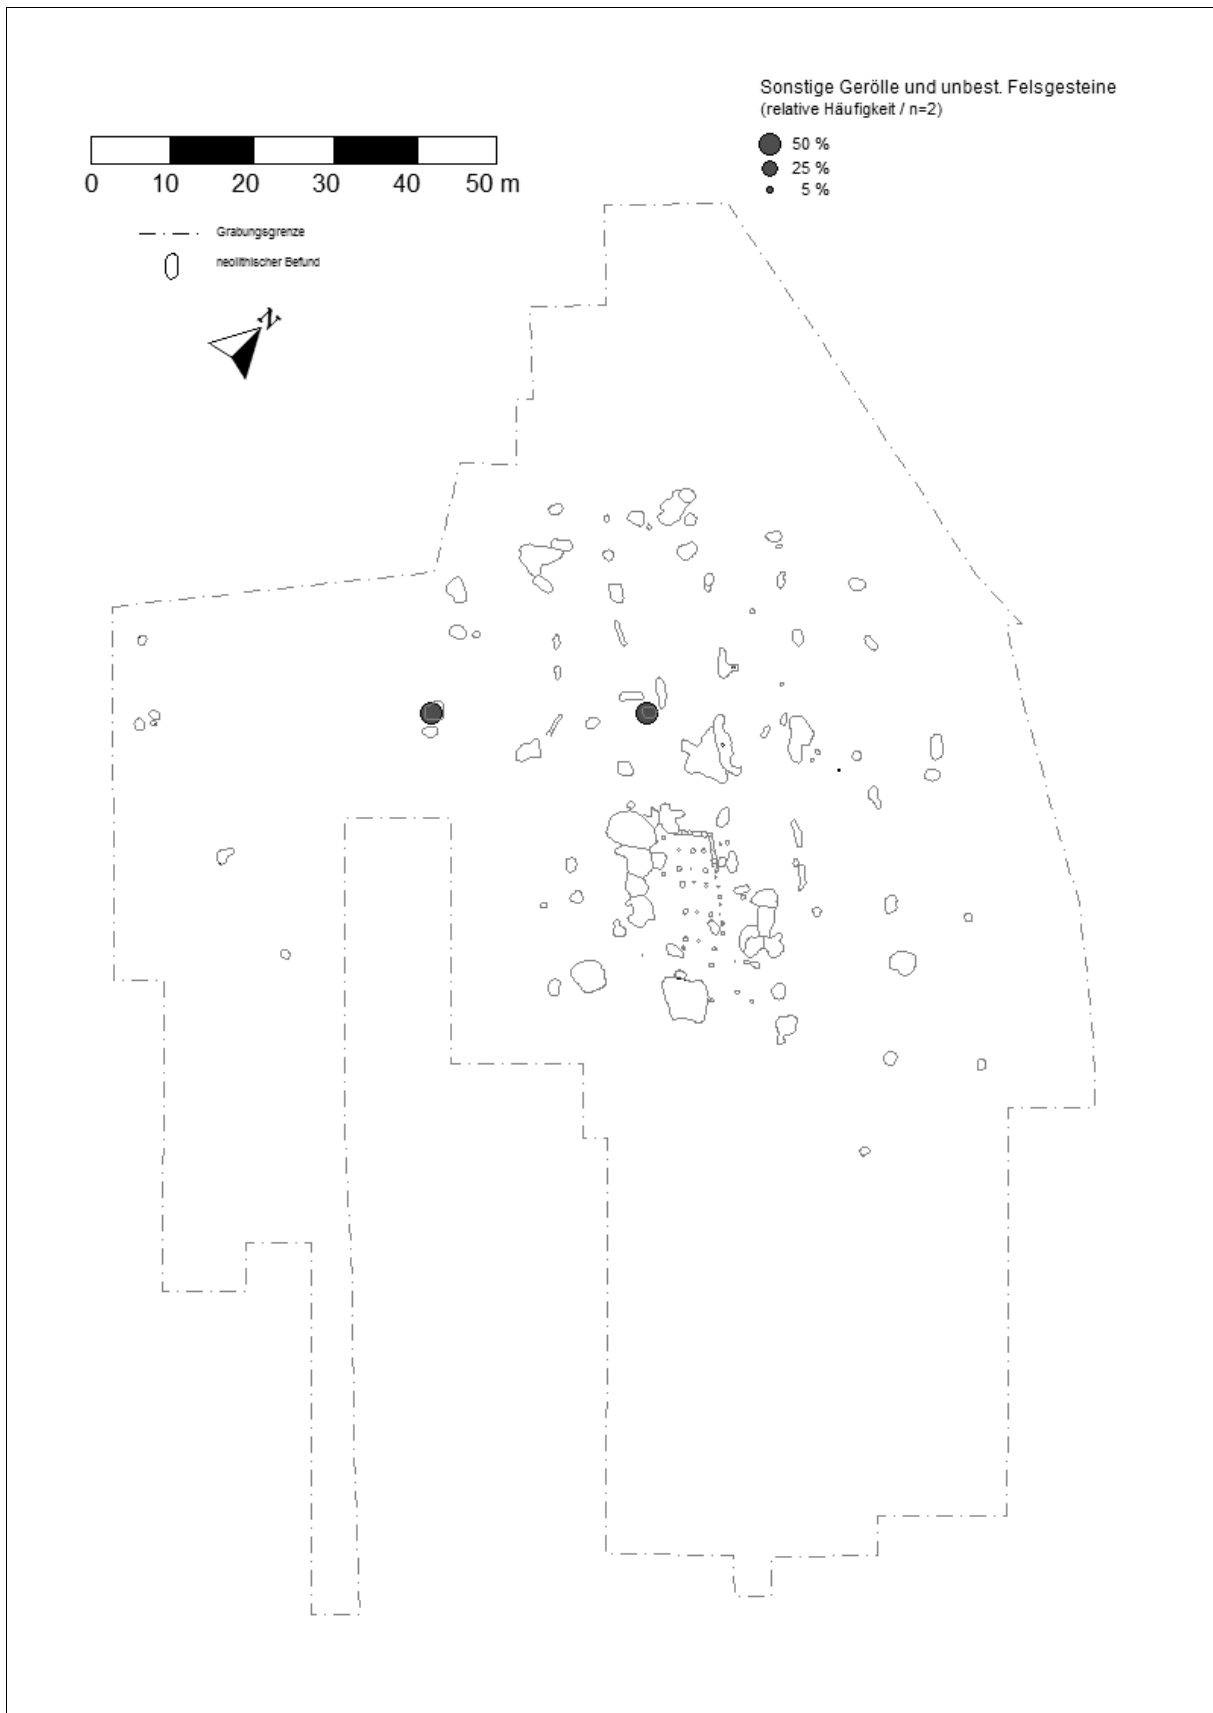 Sonstige Gerölle und unbest. Felsgesteine
(relative Häufigkeit / n=2)
50 %
25 %
5 %
0 10 20 30 40 50 m
Grabungsgrenze
neolithischer Befund
N